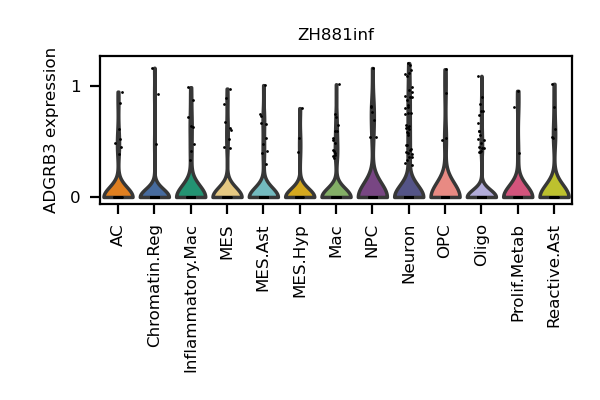 ZH881inf
ADGRB3 expression
1
0
AC
Chromatin.Reg
Inflammatory.Mac
MES
MES.Ast
MES.Hyp
Mac
NPC
Neuron
OPC
Oligo
Prolif.Metab
Reactive.Ast